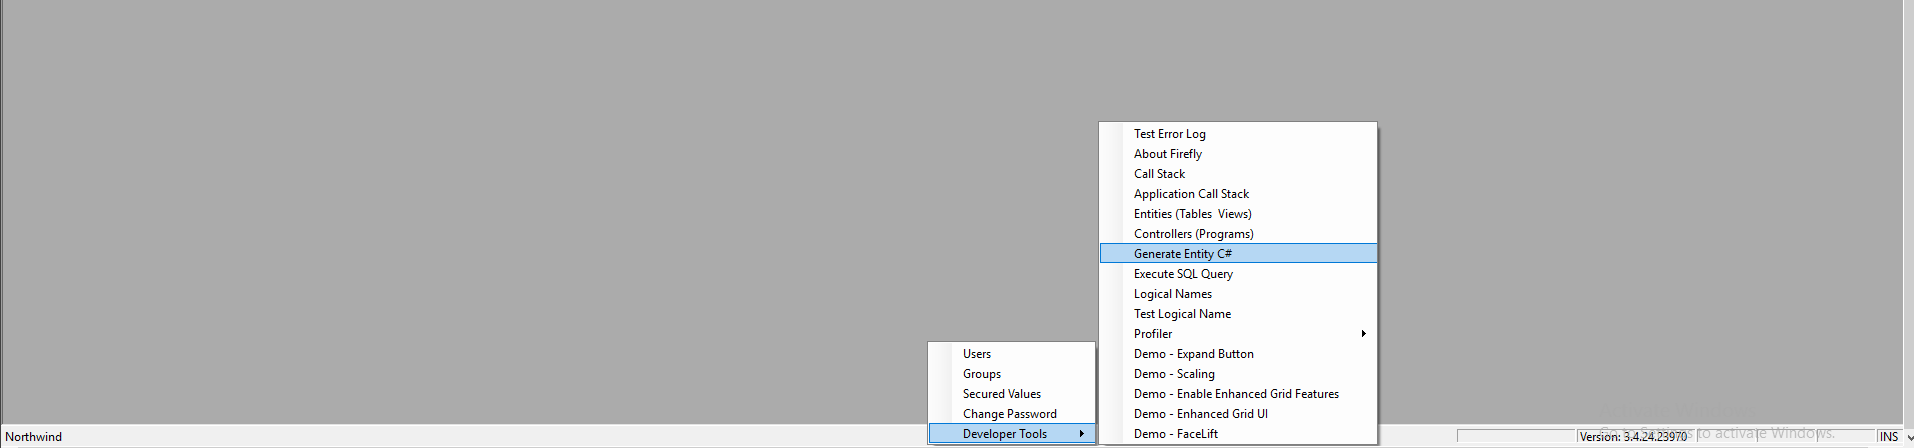 Test Error Log
About Firefly
Call Stack
Application Call Stack
Entities (Tables  Views)
Controllers (Programs)
Generate Entity C#
Execute SQL Query
Logical Names
Test Logical Name
Profiler
Demo - Expand Button
Demo - Scaling
Demo - Enable Enhanced Grid Features
Demo - Enhanced Grid UI
Demo - FaceLift
Users
Groups
Secured Values
Change Password
Developer Tools
Northwind
Version: 3.4.24.23970
Go to Settings to activate Windows.
INS